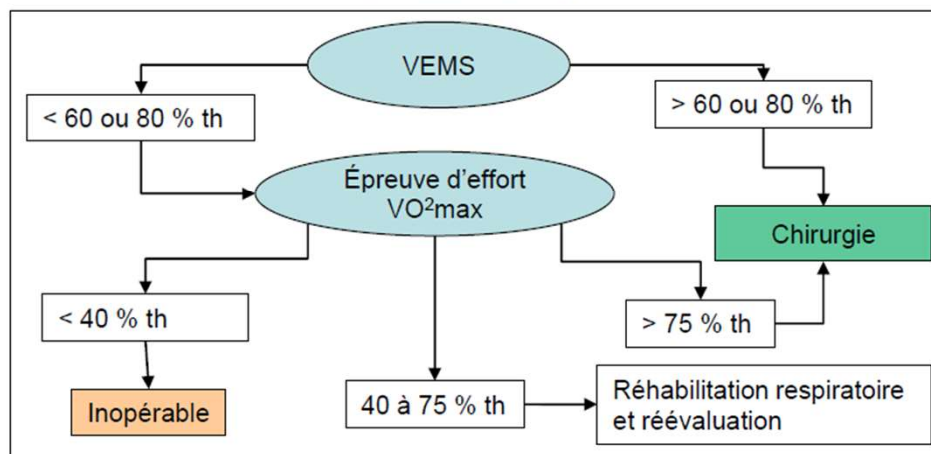 VEMS
< 60 ou 80 % th
> 60 ou 80 % th
Épreuve d’effort
VO²max
Chirurgie
< 40 % th
> 75 % th
Inopérable
40 à 75 % th
Réhabilitation respiratoire
et réévaluation